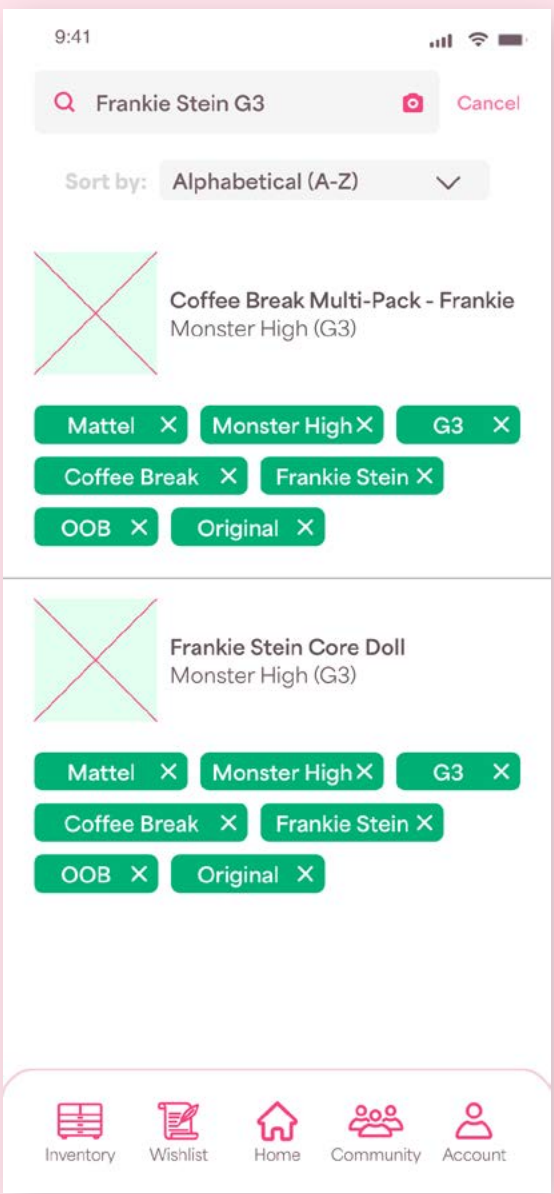 9:41
Frankie Stein G3
Cancel
Sort by: Alphabetical (A-Z)
Coffee Break Multi-Pack - Frankie
Monster High (G3)
Mattel × Monster High × G3 ×
Coffee Break × Frankie Stein ×
OOB × Original ×
Frankie Stein Core Doll
Monster High (G3)
Mattel × Monster High × G3 ×
Coffee Break × Frankie Stein ×
OOB × Original ×
Inventory Wishlist Home Community Account